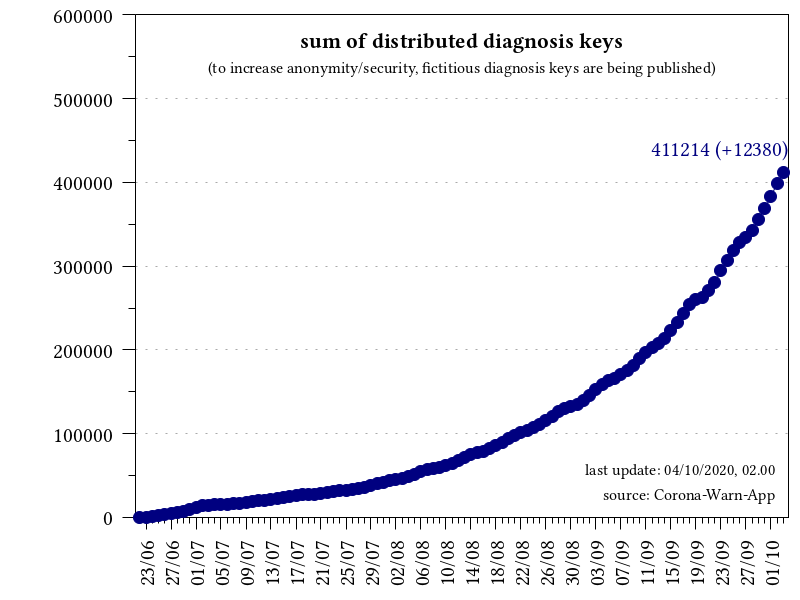 sum of distributed diagnosis keys
(to increase anonymity/security, fictitious diagnosis keys are being published)
600000
500000
411214 (+12380)
400000
300000
200000
100000
last update: 04/10/2020, 02.00
source: Corona-Warn-App
0
23/06 27/06 01/07 05/07 09/07 13/07 17/07 21/07 25/07 29/07 02/08 06/08 10/08 14/08 18/08 22/08 26/08 30/08 03/09 07/09 11/09 15/09 19/09 23/09 27/09 01/10